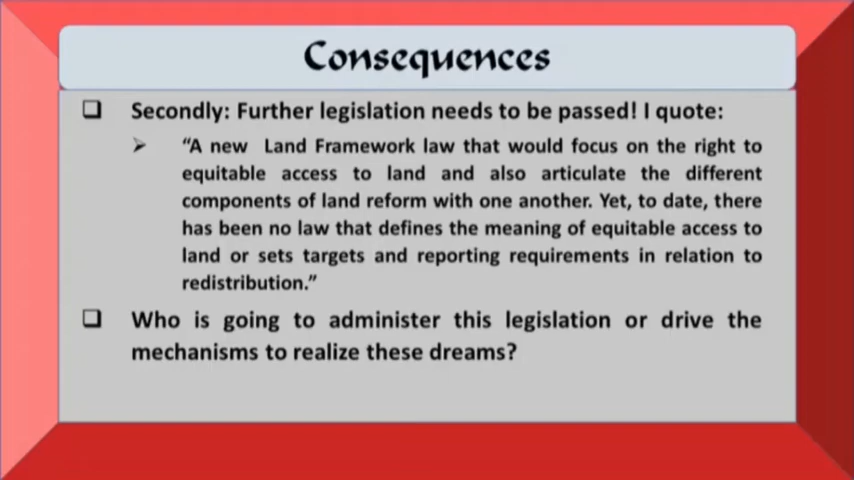 Consequences
Secondly: Further legislation needs to be passed! I quote:
“A new Land Framework law that would focus on the right to
equitable access to land and also articulate the different
components of land reform with one another. Yet, to date, there
has been no law that defines the meaning of equitable access to
land or sets targets and reporting requirements in relation to
redistribution.”
Who is going to administer this legislation or drive the
mechanisms to realize these dreams?